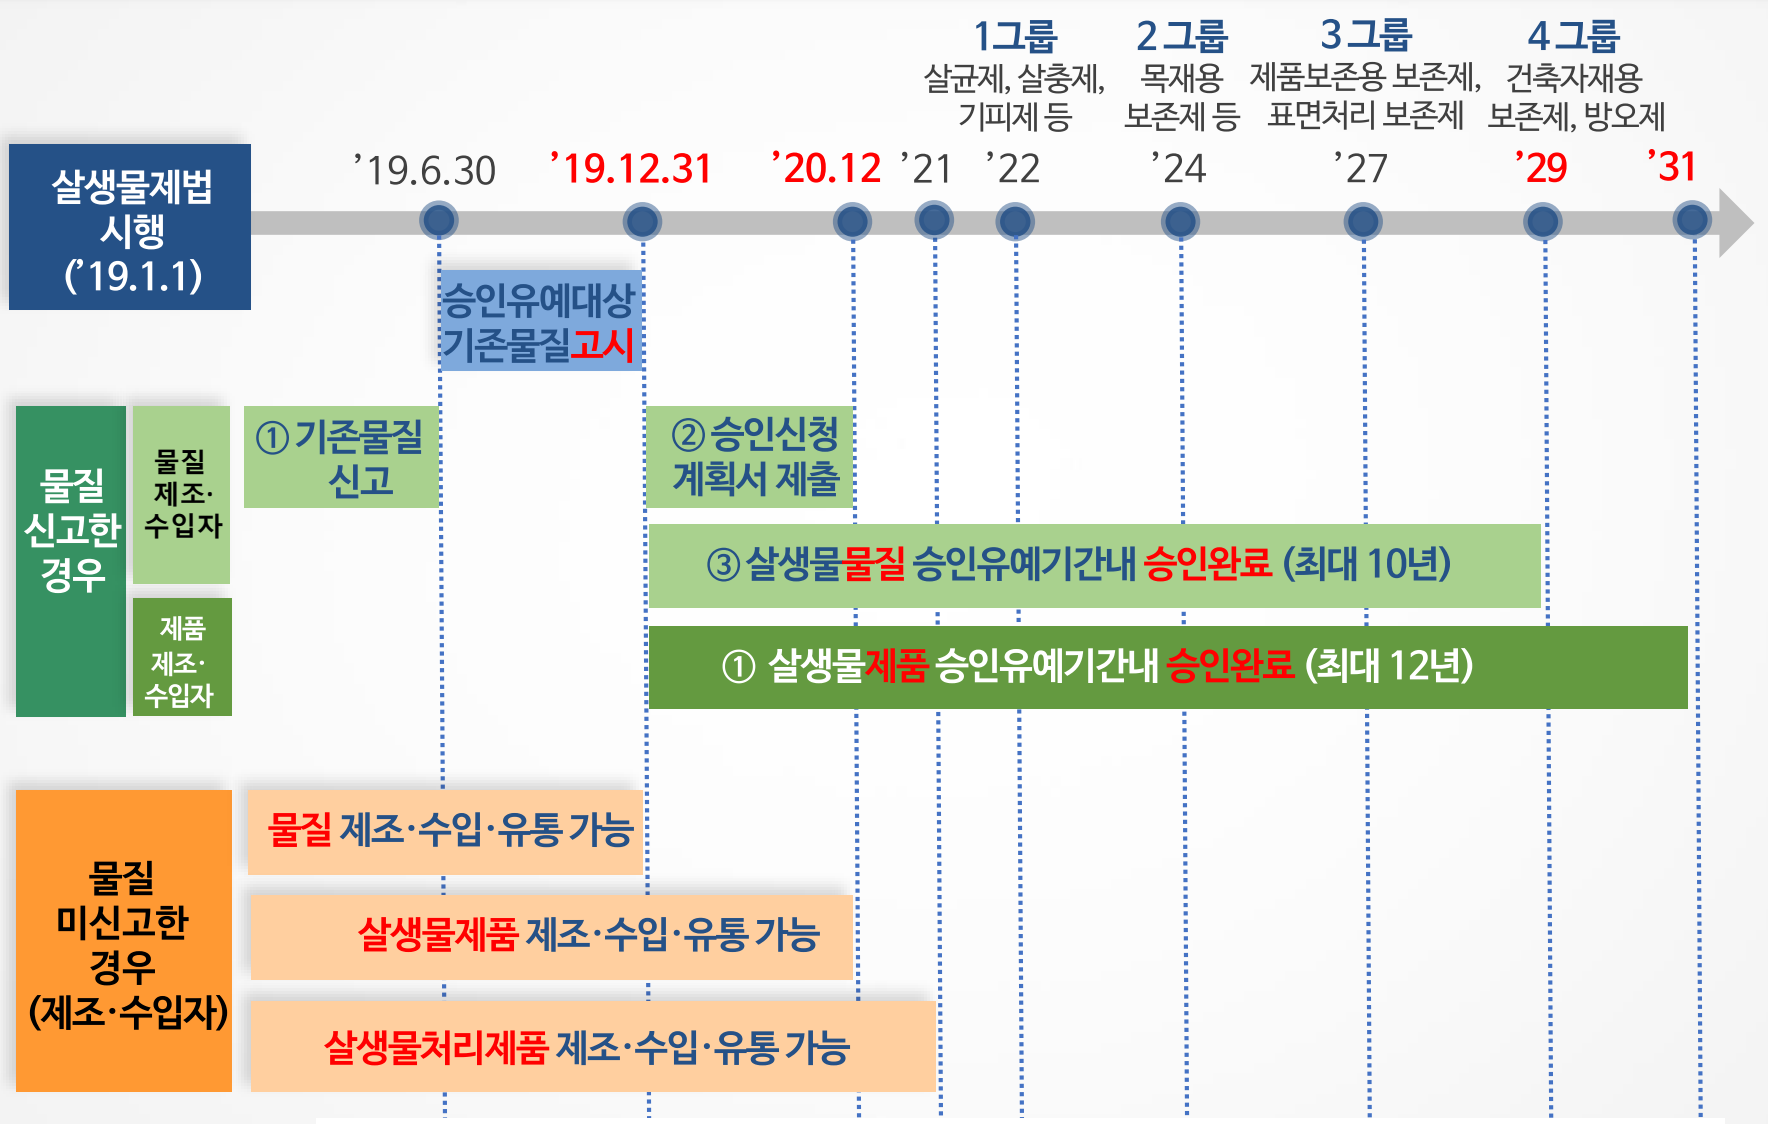 1그룹
살균제, 살충제,
기피제 등
2 그룹
목재용
보존제 등
3 그룹
제품보존용 보존제,
표면처리 보존제
4 그룹
건축자재용
보존제, 방오제
살생물제법
시행
(’19.1.1)
’19.6.30
’19.12.31
’20.12
’21
’22
’24
’27
’29
’31
승인유예대상
기존물질고시
물질
신고한
경우
물질
제조·
수입자
① 기존물질
신고
② 승인신청
계획서 제출
③ 살생물물질 승인유예기간내 승인완료 (최대 10년)
제품
제조·
수입자
① 살생물제품 승인유예기간내 승인완료 (최대 12년)
물질
미신고한
경우
(제조·수입자)
물질 제조·수입·유통 가능
살생물제품 제조·수입·유통 가능
살생물처리제품 제조·수입·유통 가능